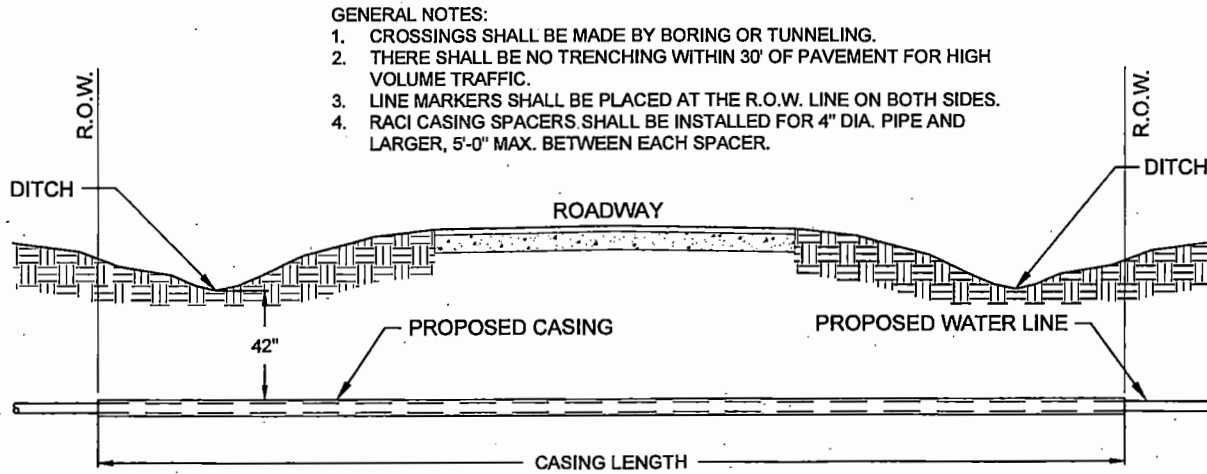 GENERAL NOTES:
1. CROSSINGS SHALL BE MADE BY BORING OR TUNNELING.
2. THERE SHALL BE NO TRENCHING WITHIN 30' OF PAVEMENT FOR HIGH
VOLUME TRAFFIC.
3. LINE MARKERS SHALL BE PLACED AT THE R.O.W. LINE ON BOTH SIDES.
4. RACI CASING SPACERS SHALL BE INSTALLED FOR 4" DIA. PIPE AND
LARGER, 5'-0" MAX. BETWEEN EACH SPACER.
R.O.W.
R.O.W.
DITCH
DITCH
ROADWAY
42"
PROPOSED CASING
PROPOSED WATER LINE
CASING LENGTH